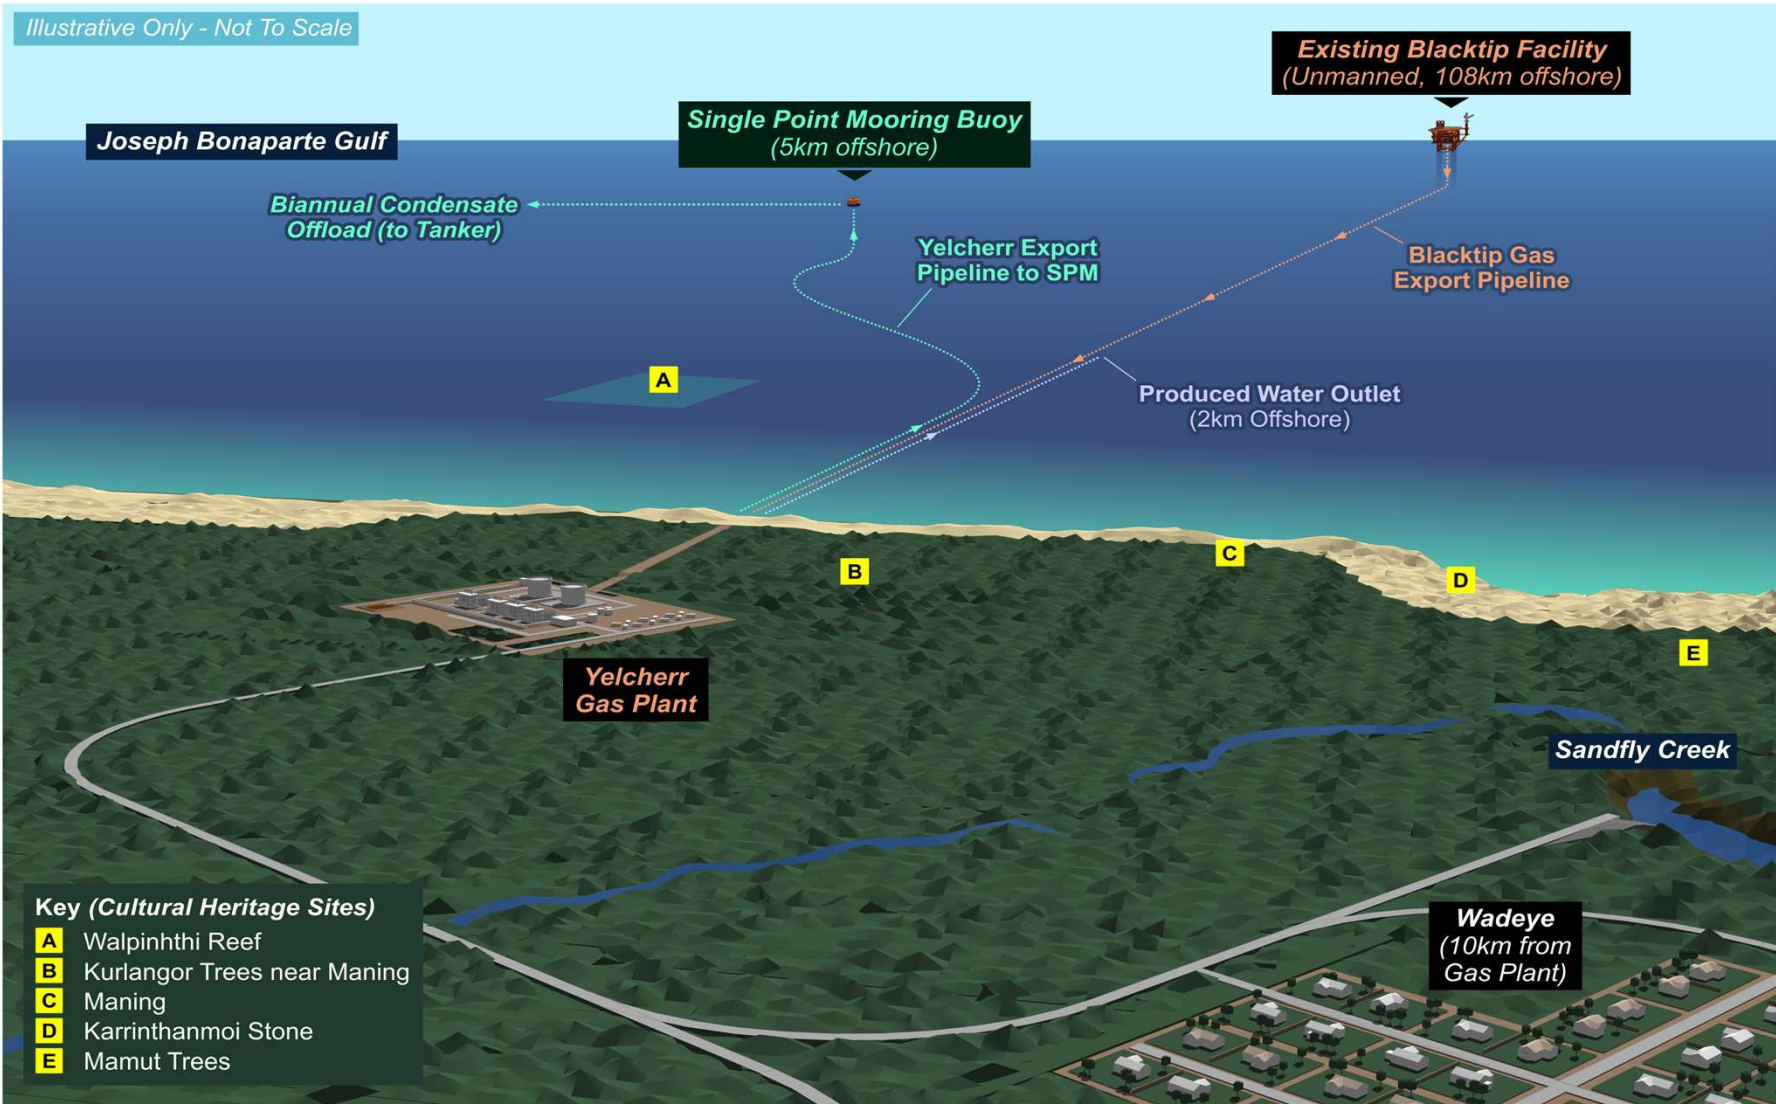 Illustrative Only - Not To Scale
Existing Blacktip Facility
(Unmanned, 108km offshore)
Single Point Mooring Buoy
(5km offshore)
Joseph Bonaparte Gulf
Biannual Condensate
Offload (to Tanker)
Yelcherr Export
Pipeline to SPM
Blacktip Gas
Export Pipeline
A
Produced Water Outlet
(2km Offshore)
B
C
D
E
Yelcherr
Gas Plant
Sandfly Creek
Wadeye
(10km from
Gas Plant)
Key (Cultural Heritage Sites)
A Walpinhthi Reef
B Kurlangor Trees near Maning
C Maning
D Karrinthanmoi Stone
E Mamut Trees